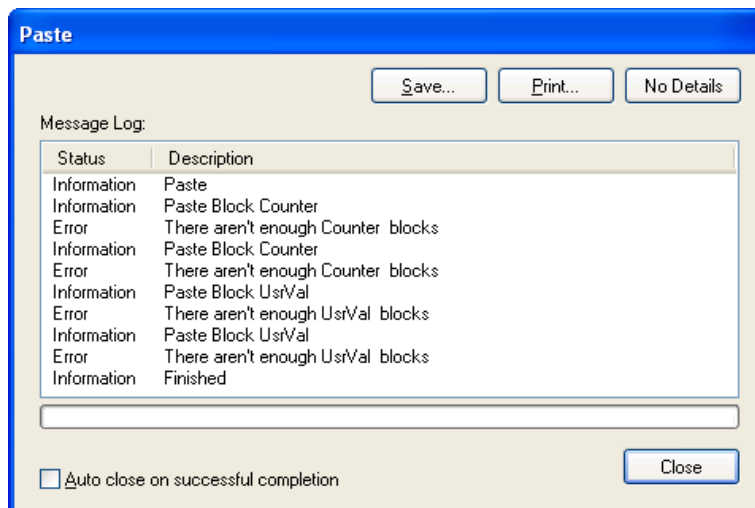 Paste
Save... Print... No Details
Message Log:
Status Description
Information Paste
Information Paste Block Counter
Error There aren't enough Counter blocks
Information Paste Block Counter
Error There aren't enough Counter blocks
Information Paste Block UsrVal
Error There aren't enough UsrVal blocks
Information Paste Block UsrVal
Error There aren't enough UsrVal blocks
Information Finished
Auto close on successful completion
Close